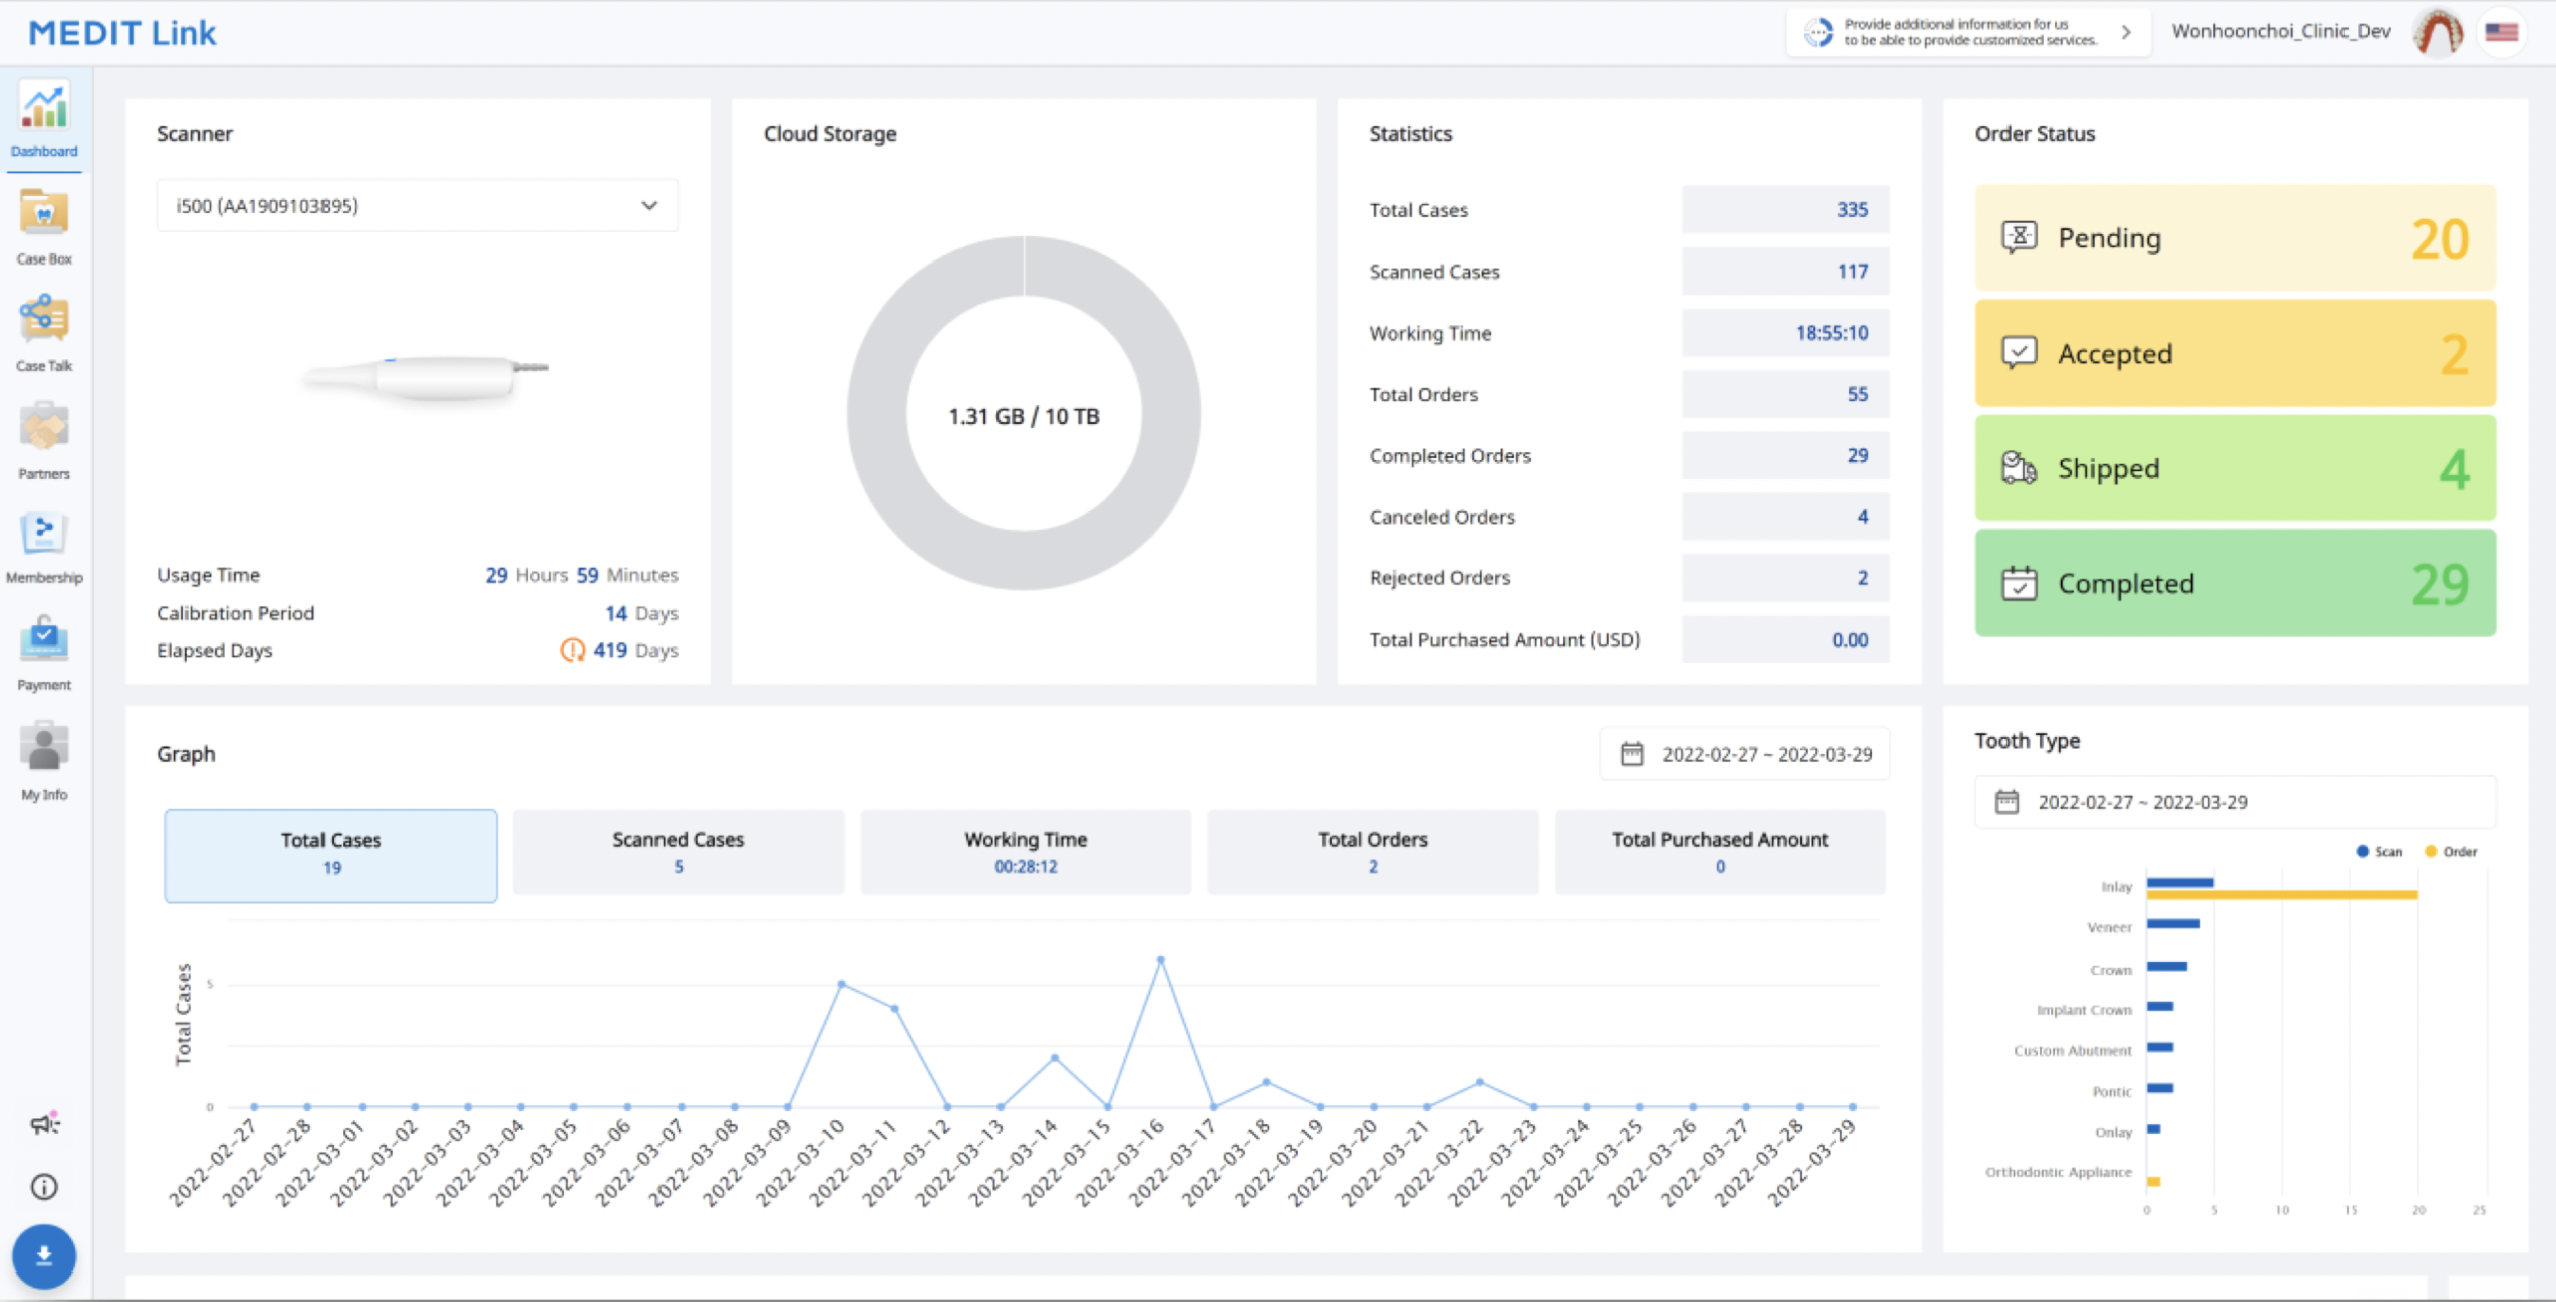 MEDIT Link
Provide additional information for us
to be able to provide customized services.
Wonhoonchoi_Clinic_Dev
Dashboard
Case Box
Case Talk
Partners
Membership
Payment
My Info
Scanner
i500 (AA1909103895)
Usage Time 29 Hours 59 Minutes
Calibration Period 14 Days
Elapsed Days 419 Days
Cloud Storage
1.31 GB / 10 TB
Statistics
Total Cases 335
Scanned Cases 117
Working Time 18:55:10
Total Orders 55
Completed Orders 29
Canceled Orders 4
Rejected Orders 2
Total Purchased Amount (USD) 0.00
Order Status
Pending 20
Accepted 2
Shipped 4
Completed 29
Graph
2022-02-27 ~ 2022-03-29
Total Cases
19
Scanned Cases
5
Working Time
00:28:12
Total Orders
2
Total Purchased Amount
0
Total Cases
5
0
2022-02-27
2022-02-28
2022-03-01
2022-03-02
2022-03-03
2022-03-04
2022-03-05
2022-03-06
2022-03-07
2022-03-08
2022-03-09
2022-03-10
2022-03-11
2022-03-12
2022-03-13
2022-03-14
2022-03-15
2022-03-16
2022-03-17
2022-03-18
2022-03-19
2022-03-20
2022-03-21
2022-03-22
2022-03-23
2022-03-24
2022-03-25
2022-03-26
2022-03-27
2022-03-28
2022-03-29
Tooth Type
2022-02-27 ~ 2022-03-29
Scan Order
Inlay
Veneer
Crown
Implant Crown
Custom Abutment
Pontic
Onlay
Orthodontic Appliance
0 5 10 15 20 25